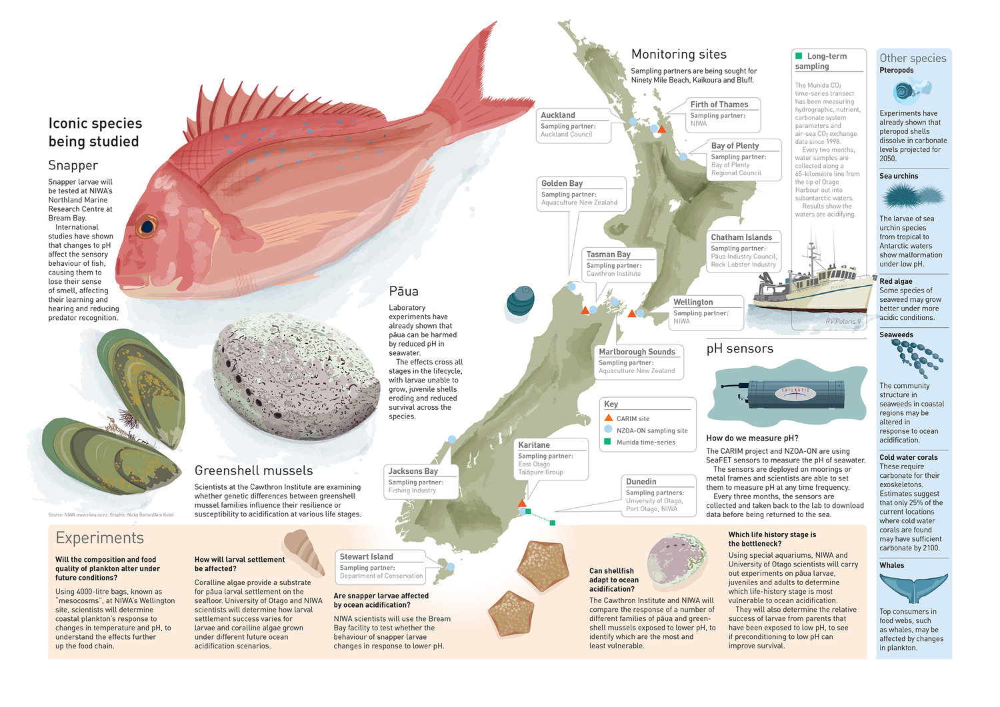 Iconic species
being studied
Snapper
Snapper larvae will
be tested at NIWA's
Northland Marine
Research Centre at
Bream Bay.
International
studies have shown
that changes to pH
affect the sensory
behaviour of fish,
causing them to
lose their sense
of smell, affecting
their learning and
hearing and reducing
predator recognition.
Pāua
Laboratory
experiments have
already shown that
pāua can be harmed
by reduced pH in
seawater.
The effects cross all
stages in the lifecycle,
with larvae unable to
grow, juvenile shells
eroding and reduced
survival across the
species.
Greenshell mussels
Scientists at the Cawthron Institute are examining
whether genetic differences between greenshell
mussel families influence their resilience or
susceptibility to acidification at various life stages.
Source: NIWA www.niwa.co.nz. Graphic: Nicky Barton/Arie Ketel
Monitoring sites
Sampling partners are being sought for
Ninety Mile Beach, Kaikoura and Bluff.
Auckland
Sampling partner:
Auckland Council
Firth of Thames
Sampling partner:
NIWA
Bay of Plenty
Sampling partner:
Bay of Plenty
Regional Council
Golden Bay
Sampling partner:
Aquaculture New Zealand
Tasman Bay
Sampling partner:
Cawthron Institute
Chatham Islands
Sampling partner:
Pāua Industry Council,
Rock Lobster Industry
Wellington
Sampling partner:
NIWA
Marlborough Sounds
Sampling partner:
Aquaculture New Zealand
Key
CARIM site
NZOA-ON sampling site
Munida time-series
Karitane
Sampling partner:
East Otago
Taiāpure Group
Jacksons Bay
Sampling partner:
Fishing Industry
Dunedin
Sampling partners:
University of Otago,
Port Otago, NIWA
Stewart Island
Sampling partner:
Department of Conservation
Long-term
sampling
The Munida CO₂
time-series transect
has been measuring
hydrographic, nutrient,
carbonate system
parameters and
air-sea CO₂ exchange
data since 1998.
Every two months,
water samples are
collected along a
65-kilometre line from
the tip of Otago
Harbour out into
subantarctic waters.
Results show the
waters are acidifying.
POLARIS II
RV Polaris II
pH sensors
SATLANTIC
How do we measure pH?
The CARIM project and NZOA-ON are using
SeaFET sensors to measure the pH of seawater.
The sensors are deployed on moorings or
metal frames and scientists are able to set
them to measure pH at any time frequency.
Every three months, the sensors are
collected and taken back to the lab to download
data before being returned to the sea.
Other species
Pteropods
Experiments have
already shown that
pteropod shells
dissolve in carbonate
levels projected for
2050.
Sea urchins
The larvae of sea
urchin species
from tropical to
Antarctic waters
show malformation
under low pH.
Red algae
Some species of
seaweed may grow
better under more
acidic conditions.
Seaweeds
The community
structure in
seaweeds in coastal
regions may be
altered in
response to ocean
acidification.
Cold water corals
These require
carbonate for their
exoskeletons.
Estimates suggest
that only 25% of the
current locations
where cold water
corals are found
may have sufficient
carbonate by 2100.
Whales
Top consumers in
food webs, such
as whales, may be
affected by changes
in plankton.
Experiments
Will the composition and food
quality of plankton alter under
future conditions?
Using 4000-litre bags, known as
"mesocosms", at NIWA's Wellington
site, scientists will determine
coastal plankton's response to
changes in temperature and pH, to
understand the effects further
up the food chain.
How will larval settlement
be affected?
Coralline algae provide a substrate
for pāua larval settlement on the
seafloor. University of Otago and NIWA
scientists will determine how larval
settlement success varies for
larvae and coralline algae grown
under different future ocean
acidification scenarios.
Are snapper larvae affected
by ocean acidification?
NIWA scientists will use the Bream
Bay facility to test whether the
behaviour of snapper larvae
changes in response to lower pH.
Can shellfish
adapt to ocean
acidification?
The Cawthron Institute and NIWA will
compare the response of a number of
different families of pāua and green-
shell mussels exposed to lower pH, to
identify which are the most and
least vulnerable.
Which life history stage is
the bottleneck?
Using special aquariums, NIWA and
University of Otago scientists will carry
out experiments on pāua larvae,
juveniles and adults to determine
which life-history stage is most
vulnerable to ocean acidification.
They will also determine the relative
success of larvae from parents that
have been exposed to low pH, to see
if preconditioning to low pH can
improve survival.